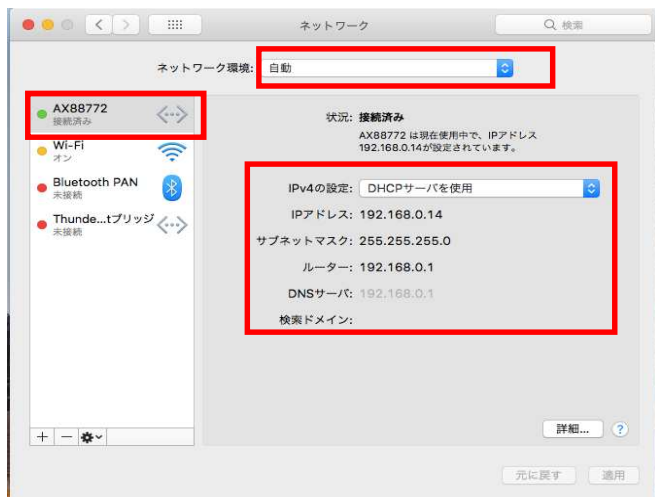 ネットワーク
検索
ネットワーク環境: 自動
AX88772
接続済み
Wi-Fi
オン
Bluetooth PAN
未接続
Thunde...tブリッジ
未接続
状況: 接続済み
AX88772 は現在使用中で、IPアドレス
192.168.0.14が設定されています。
IPv4の設定: DHCPサーバを使用
IPアドレス: 192.168.0.14
サブネットマスク: 255.255.255.0
ルーター: 192.168.0.1
DNSサーバ: 192.168.0.1
検索ドメイン:
詳細... ?
元に戻す 適用